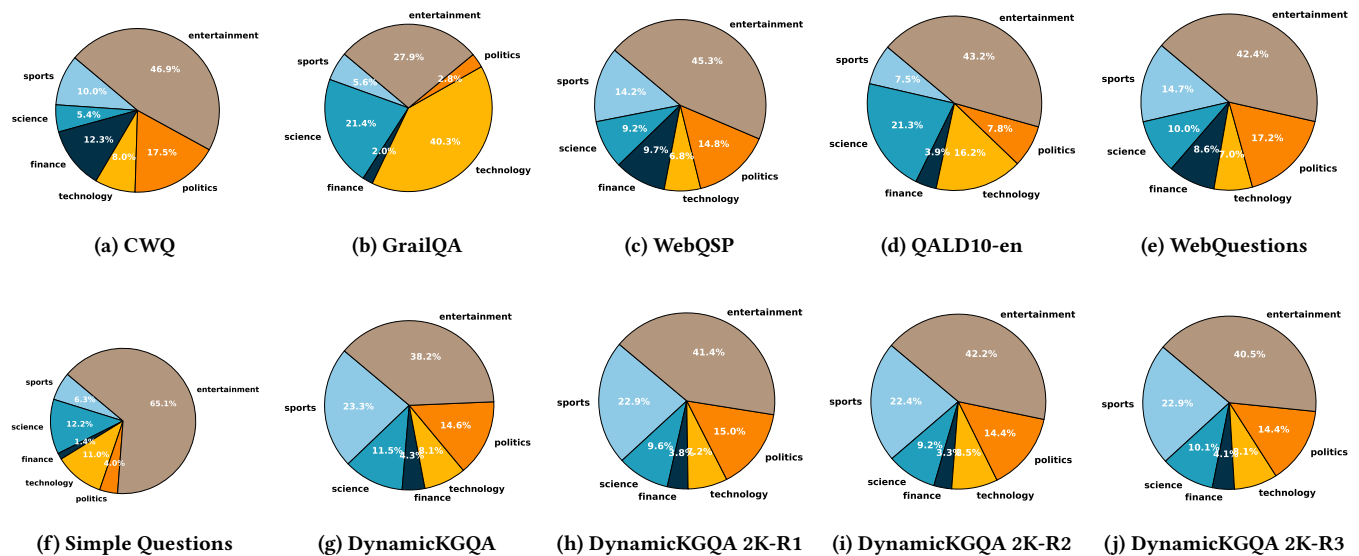 entertainment
46.9%
sports
10.0%
science
5.4%
finance
12.3%
technology
8.0%
politics
17.5%
(a) CWQ
entertainment
27.9%
sports
5.6%
politics
2.8%
science
21.4%
finance
2.0%
technology
40.3%
(b) GrailQA
entertainment
45.3%
sports
14.2%
science
9.2%
finance
9.7%
technology
6.8%
politics
14.8%
(c) WebQSP
entertainment
43.2%
sports
7.5%
science
21.3%
finance
3.9%
technology
16.2%
politics
7.8%
(d) QALD10-en
entertainment
42.4%
sports
14.7%
science
10.0%
finance
8.6%
technology
7.0%
politics
17.2%
(e) WebQuestions
entertainment
65.1%
sports
6.3%
science
12.2%
finance
1.4%
technology
11.0%
politics
4.0%
(f) Simple Questions
entertainment
38.2%
sports
23.3%
science
11.5%
finance
4.3%
technology
8.1%
politics
14.6%
(g) DynamicKGQA
entertainment
41.4%
sports
22.9%
science
9.6%
finance
3.8%
technology
7.2%
politics
15.0%
(h) DynamicKGQA 2K-R1
entertainment
42.2%
sports
22.4%
science
9.2%
finance
3.3%
technology
8.5%
politics
14.4%
(i) DynamicKGQA 2K-R2
entertainment
40.5%
sports
22.9%
science
10.1%
finance
4.1%
technology
8.1%
politics
14.4%
(j) DynamicKGQA 2K-R3